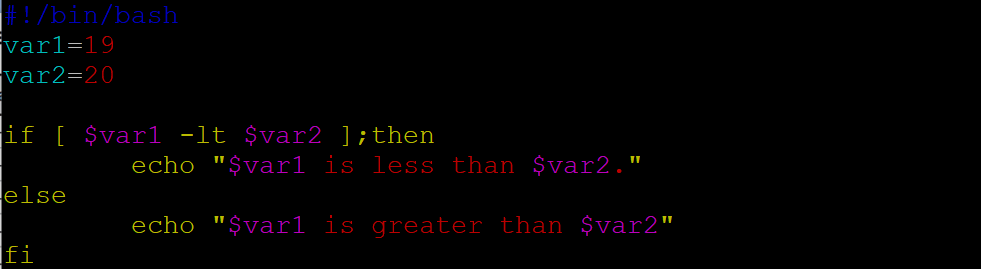 #!/bin/bash
var1=19
var2=20
if [ $var1 -lt $var2 ];then
echo "$var1 is less than $var2."
else
echo "$var1 is greater than $var2"
fi